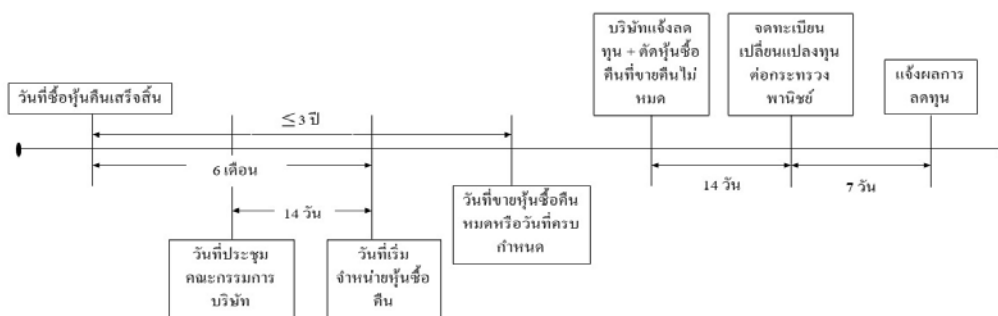 บริษัทแจ้งลด
ทุน + ตัดหุ้นซื้อ
คืนที่ขายคืนไม่
หมด
จดทะเบียน
เปลี่ยนแปลงทุน
ต่อกระทรวง
พาณิชย์
แจ้งผลการ
ลดทุน
วันที่ซื้อหุ้นคืนเสร็จสิ้น
≤ 3 ปี
6 เดือน
14 วัน
14 วัน
7 วัน
วันที่ประชุม
คณะกรรมการ
บริษัท
วันที่เริ่ม
จำหน่ายหุ้นซื้อ
คืน
วันที่ขายหุ้นซื้อคืน
หมดหรือวันที่ครบ
กำหนด